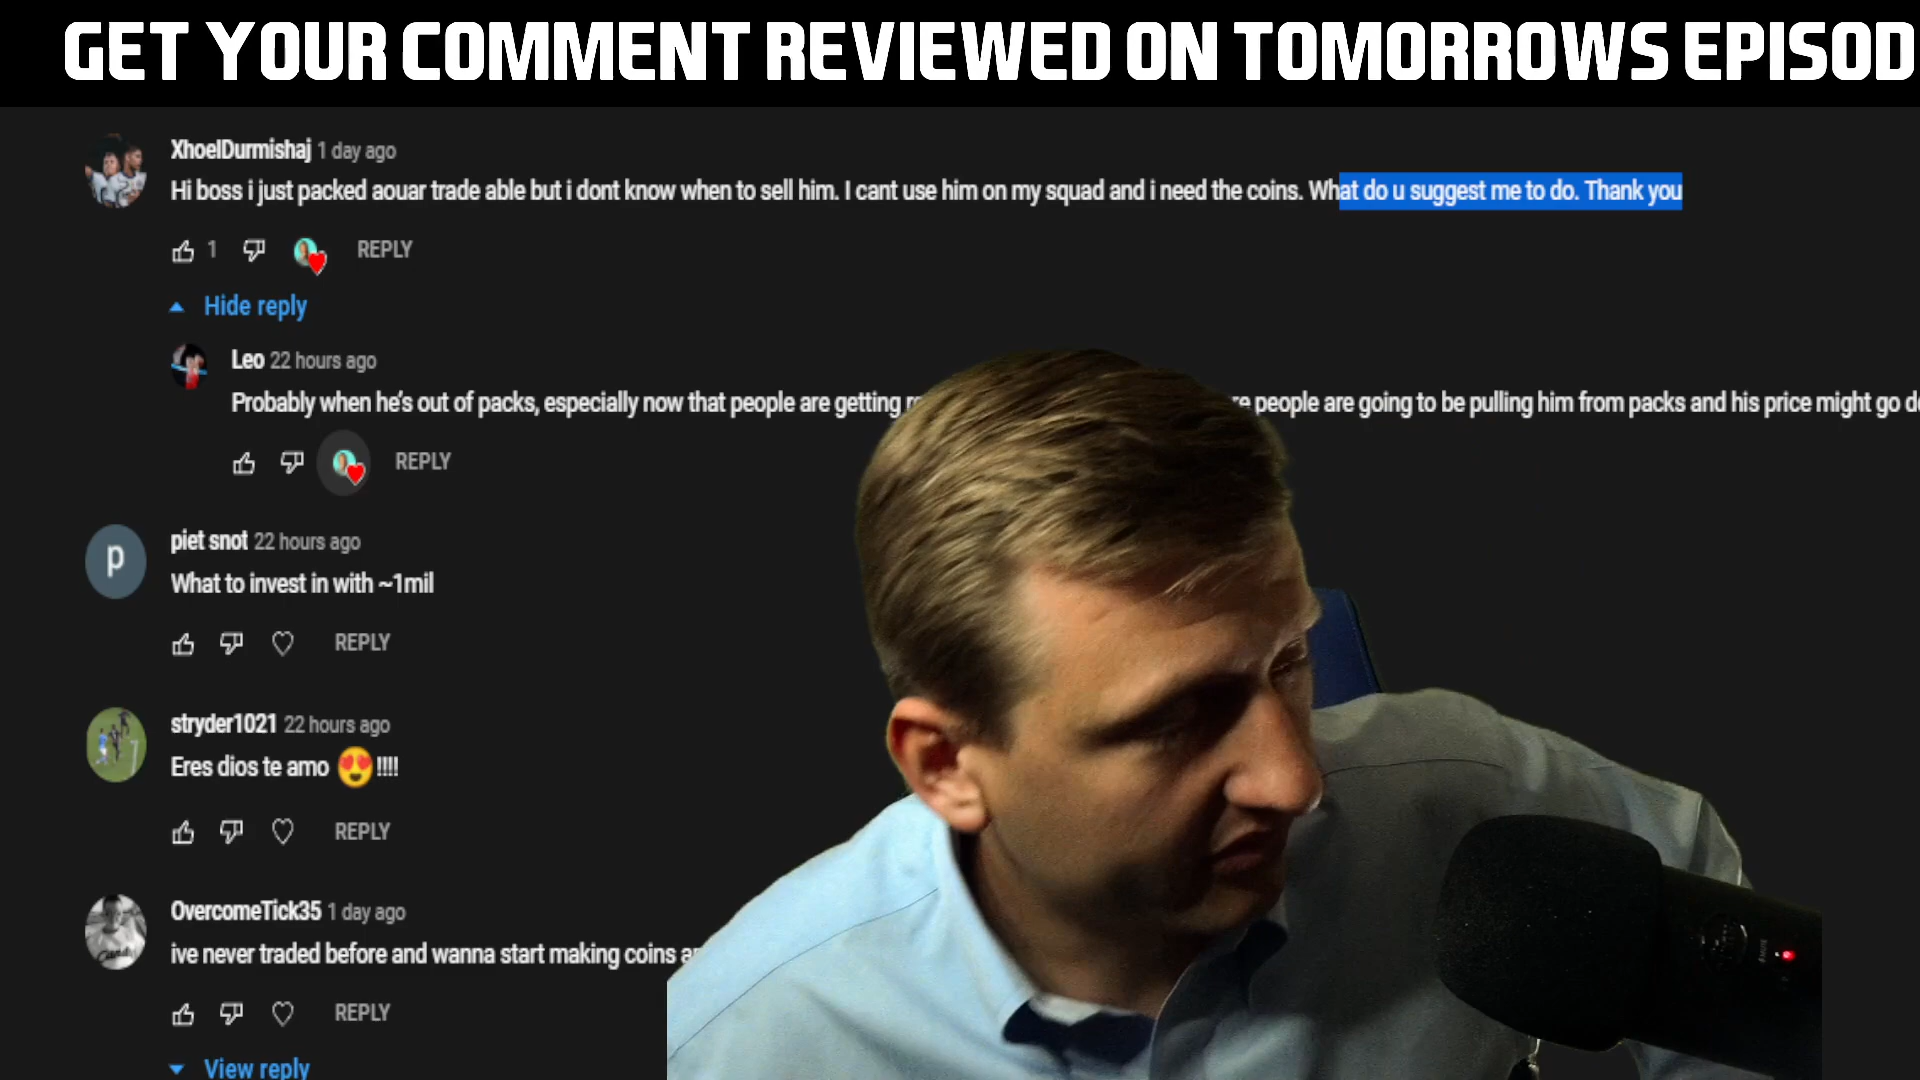 GET YOUR COMMENT REVIEWED ON TOMORROWS EPISOD
XhoelDurmishaj 1 day ago
Hi boss i just packed aouar trade able but i dont know when to sell him. I cant use him on my squad and i need the coins. What do u suggest me to do. Thank you
1 REPLY
Hide reply
Leo 22 hours ago
Probably when he's out of packs, especially now that people are getting people are going to be pulling him from packs and his price might go
REPLY
p
piet snot 22 hours ago
What to invest in with ~1mil
REPLY
stryder1021 22 hours ago
Eres dios te amo 😍!!!!
REPLY
OvercomeTick35 1 day ago
ive never traded before and wanna start making coins
REPLY
View reply